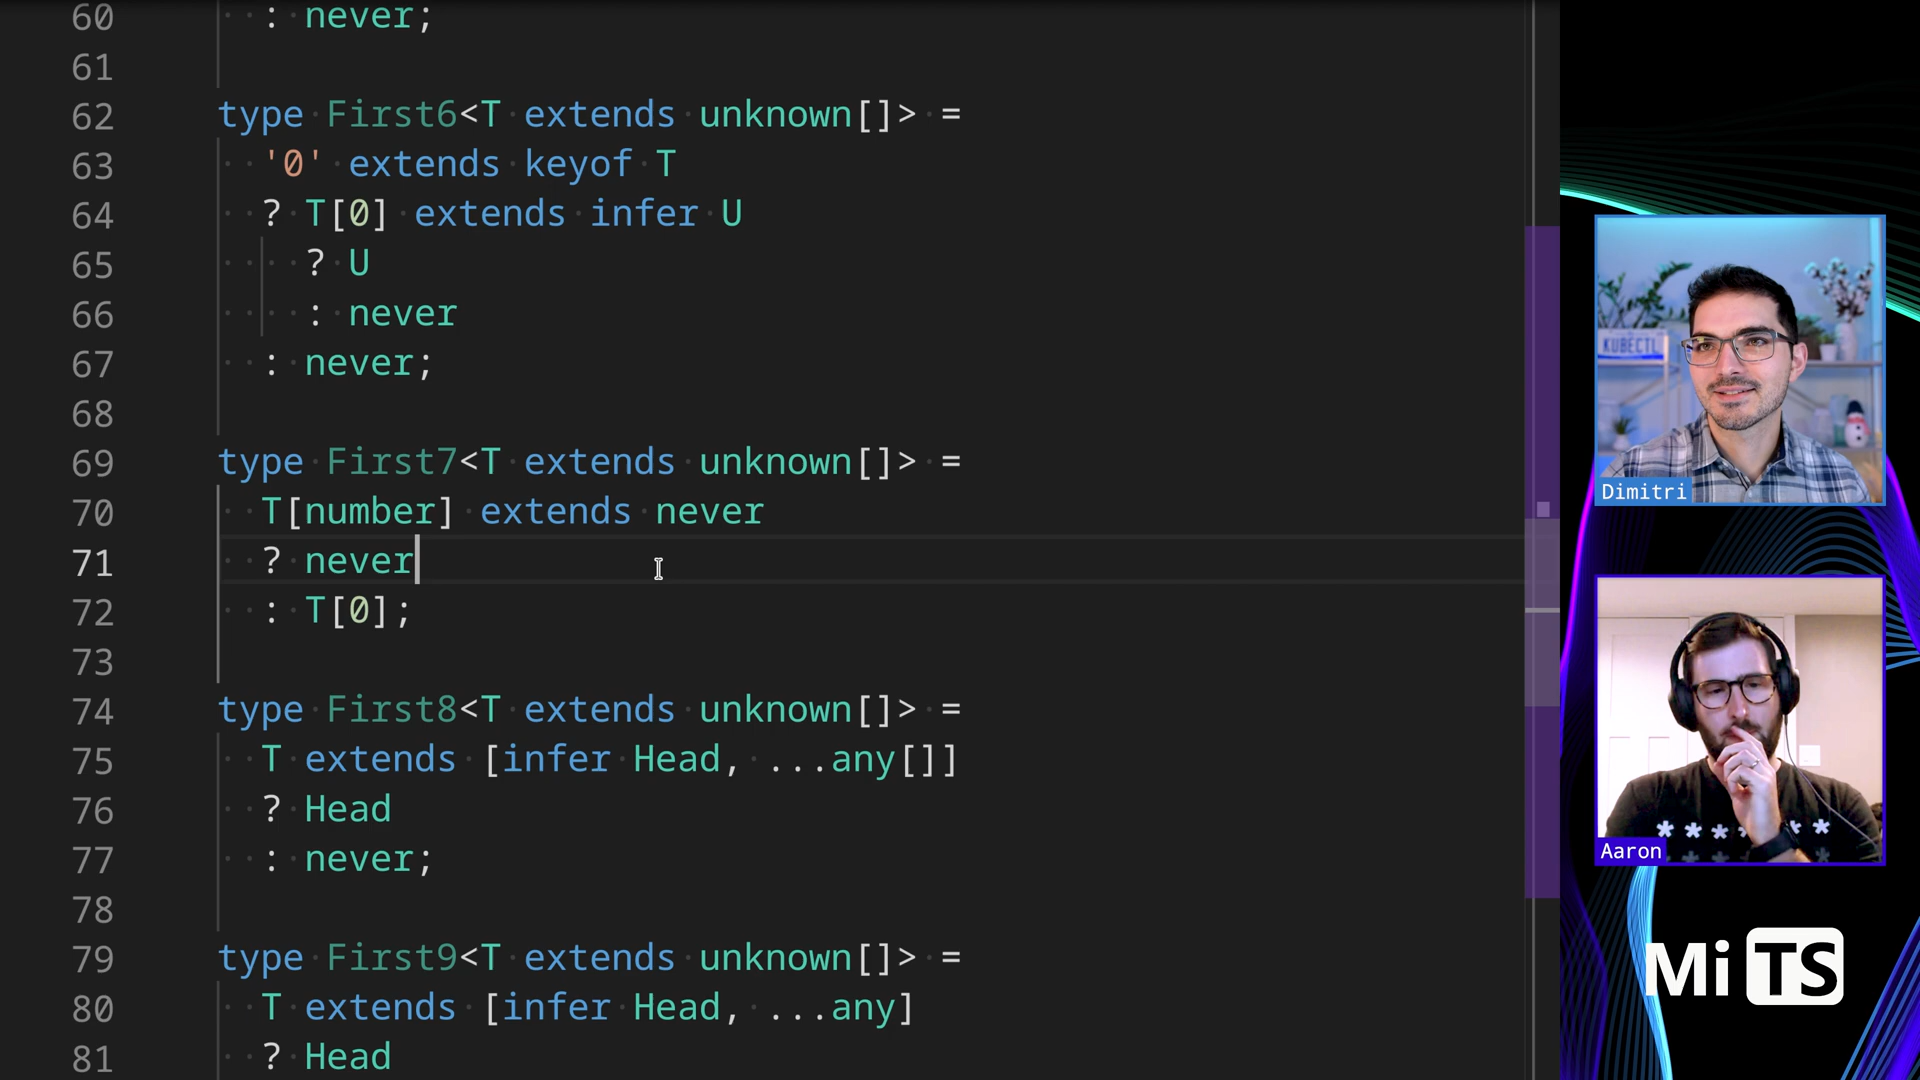 60 : never;
61
62 type First6<T extends unknown[]> =
63 '0' extends keyof T
64 ? T[0] extends infer U
65 ? U
66 : never
67 : never;
68
69 type First7<T extends unknown[]> =
70 T[number] extends never
71 ? never
72 : T[0];
73
74 type First8<T extends unknown[]> =
75 T extends [infer Head, ...any[]]
76 ? Head
77 : never;
78
79 type First9<T extends unknown[]> =
80 T extends [infer Head, ...any]
81 ? Head
KUBECTL
Dimitri
Aaron
Mi TS